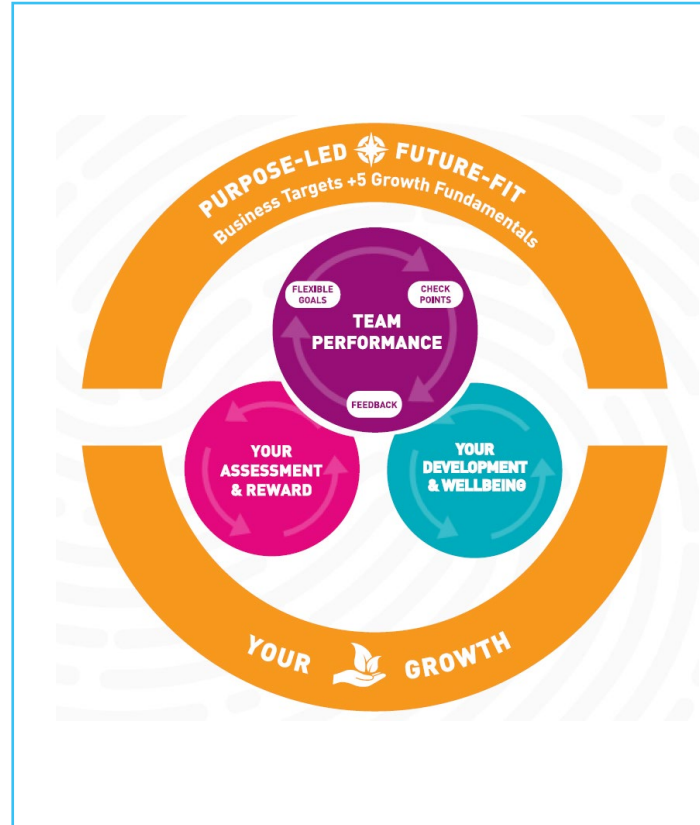 PURPOSE-LED FUTURE-FIT
Business Targets +5 Growth Fundamentals
FLEXIBLE
GOALS
CHECK
POINTS
TEAM
PERFORMANCE
FEEDBACK
YOUR
ASSESSMENT
& REWARD
YOUR
DEVELOPMENT
& WELLBEING
YOUR GROWTH